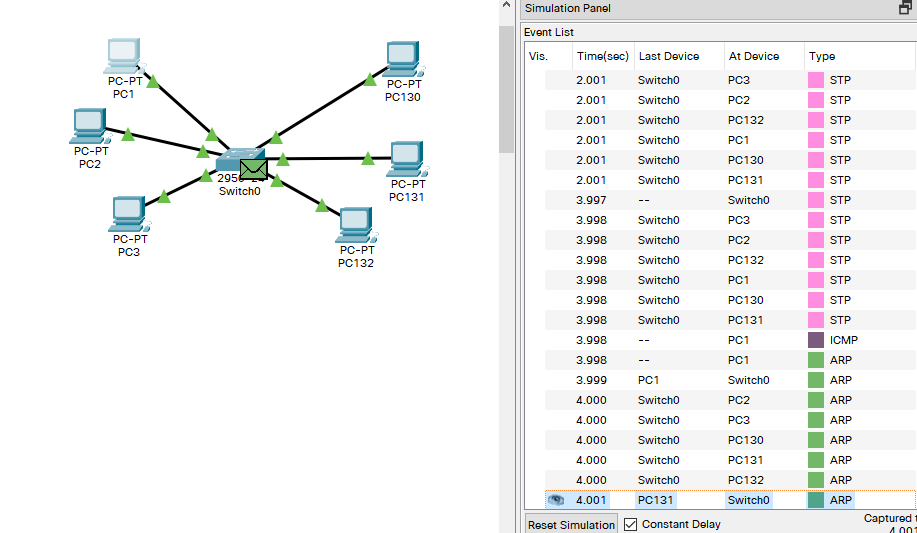 PC-PT
PC1
PC-PT
PC2
PC-PT
PC3
Switch0
PC-PT
PC130
PC-PT
PC131
PC-PT
PC132
Simulation Panel
Event List
Vis. Time(sec) Last Device At Device Type
2.001 Switch0 PC3 STP
2.001 Switch0 PC2 STP
2.001 Switch0 PC132 STP
2.001 Switch0 PC1 STP
2.001 Switch0 PC130 STP
2.001 Switch0 PC131 STP
3.997 -- Switch0 STP
3.998 Switch0 PC3 STP
3.998 Switch0 PC2 STP
3.998 Switch0 PC132 STP
3.998 Switch0 PC1 STP
3.998 Switch0 PC130 STP
3.998 Switch0 PC131 STP
3.998 -- PC1 ICMP
3.998 -- PC1 ARP
3.999 PC1 Switch0 ARP
4.000 Switch0 PC2 ARP
4.000 Switch0 PC3 ARP
4.000 Switch0 PC130 ARP
4.000 Switch0 PC131 ARP
4.000 Switch0 PC132 ARP
4.001 PC131 Switch0 ARP
Reset Simulation Constant Delay Captured